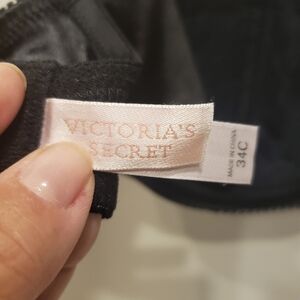 VICTORIA'S
SECRET
MADE IN CHINA
34C